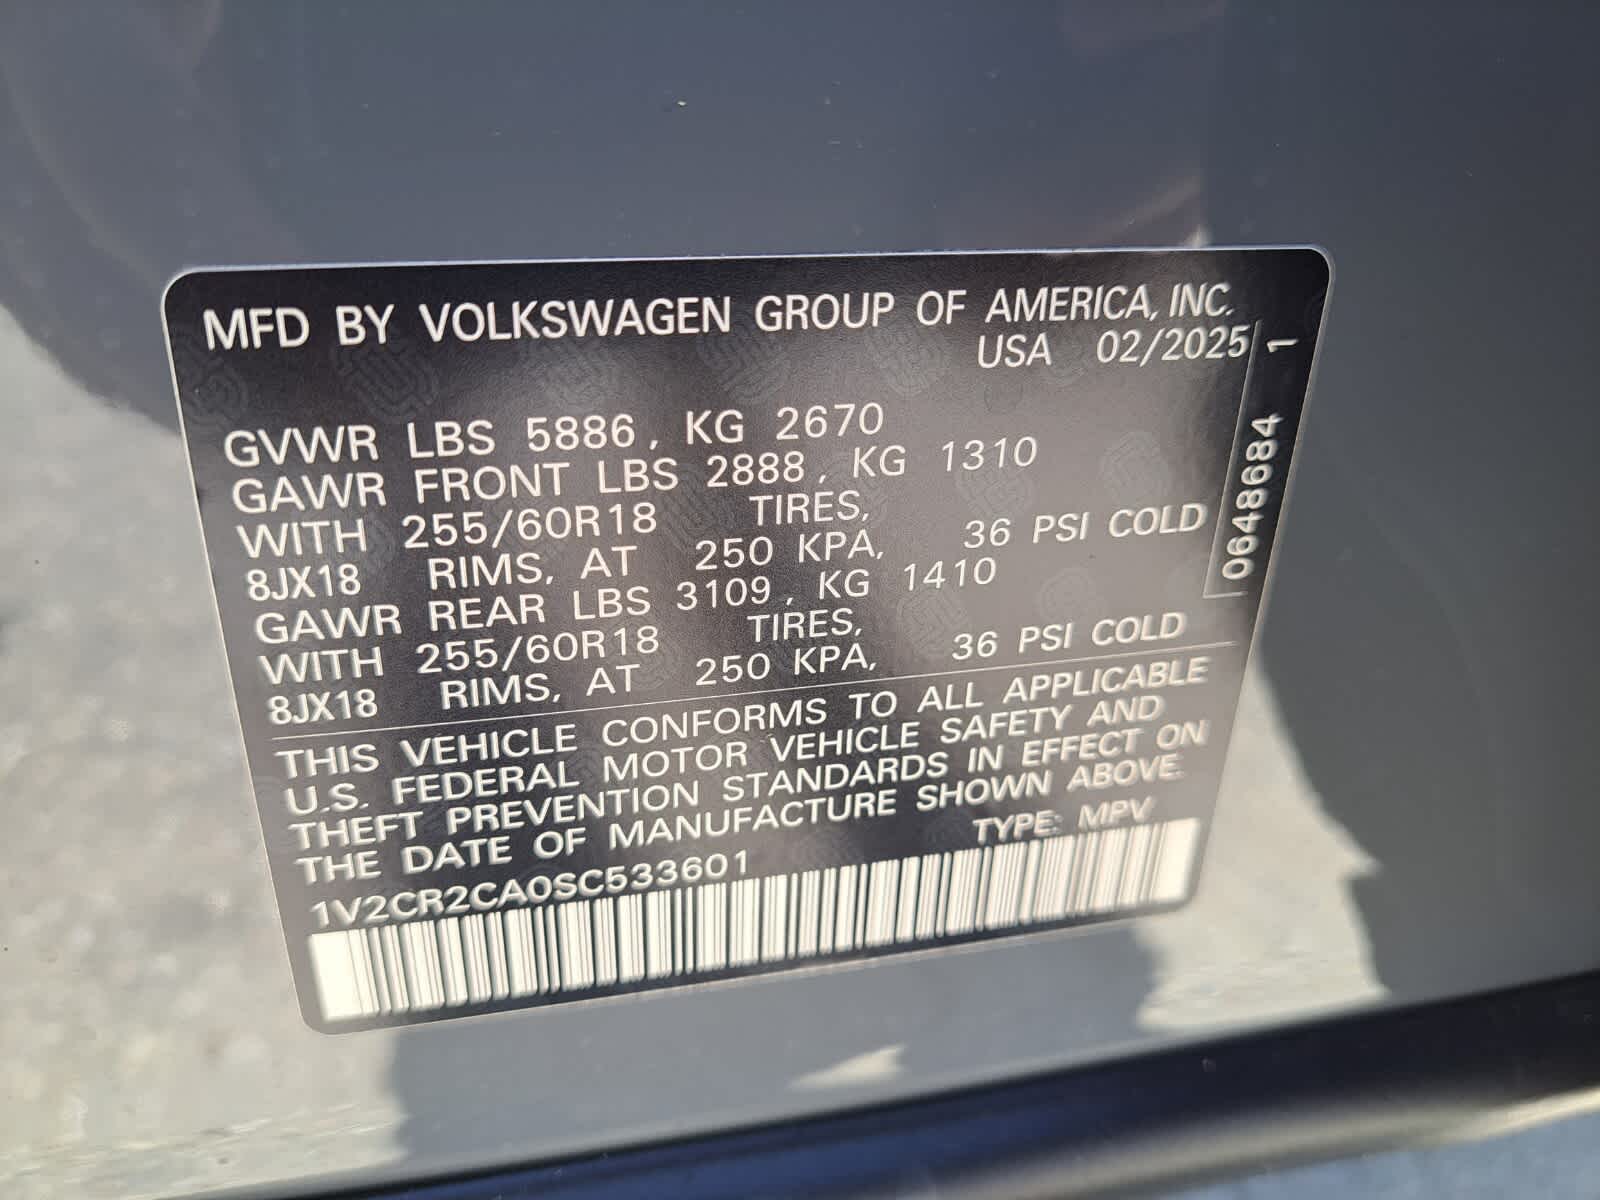 MFD BY VOLKSWAGEN GROUP OF AMERICA, INC.
USA 02/2025
GVWR LBS 5886, KG 2670
GAWR FRONT LBS 2888, KG 1310
WITH 255/60R18 TIRES,
8JX18 RIMS, AT 250 KPA, 36 PSI COLD
GAWR REAR LBS 3109, KG 1410
WITH 255/60R18 TIRES,
8JX18 RIMS, AT 250 KPA, 36 PSI COLD
THIS VEHICLE CONFORMS TO ALL APPLICABLE
U.S. FEDERAL MOTOR VEHICLE SAFETY AND
THEFT PREVENTION STANDARDS IN EFFECT ON
THE DATE OF MANUFACTURE SHOWN ABOVE.
TYPE: MPV
1V2CR2CA0SC533601
0648684 1